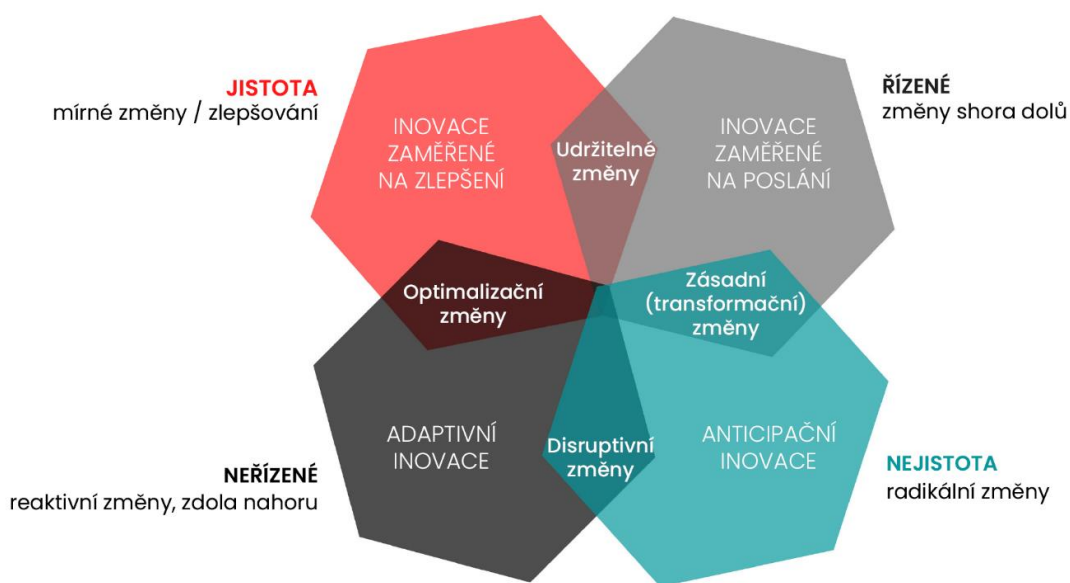 JISTOTA
mírné změny / zlepšování
INOVACE
ZAMĚŘENÉ
NA ZLEPŠENÍ
Udržitelné
změny
INOVACE
ZAMĚŘENÉ
NA POSLÁNÍ
ŘÍZENÉ
změny shora dolů
Optimalizační
změny
Zásadní
(transformační)
změny
NEŘÍZENÉ
reaktivní změny, zdola nahoru
ADAPTIVNÍ
INOVACE
Disruptivní
změny
ANTICIPAČNÍ
INOVACE
NEJISTOTA
radikální změny